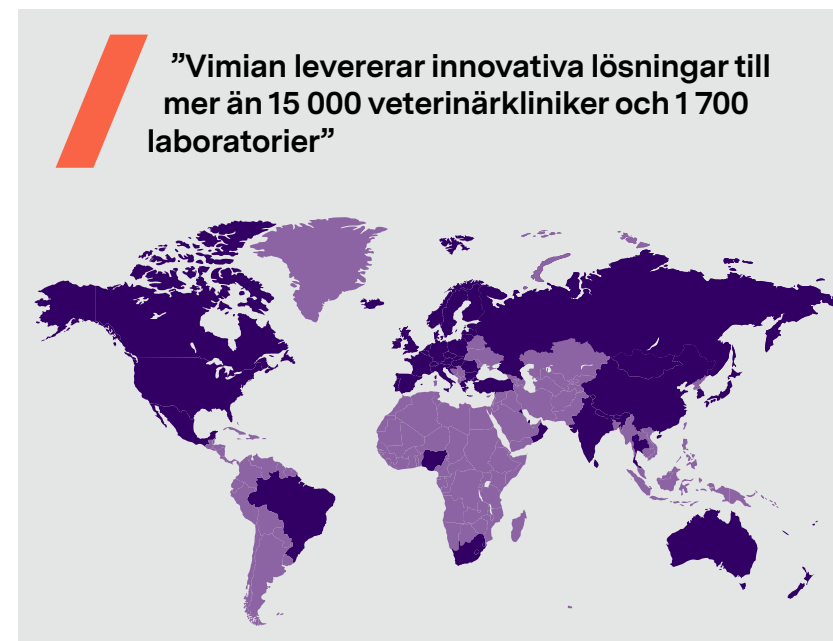 ”Vimian levererar innovativa lösningar till
mer än 15 000 veterinärkliniker och 1 700
laboratorier”